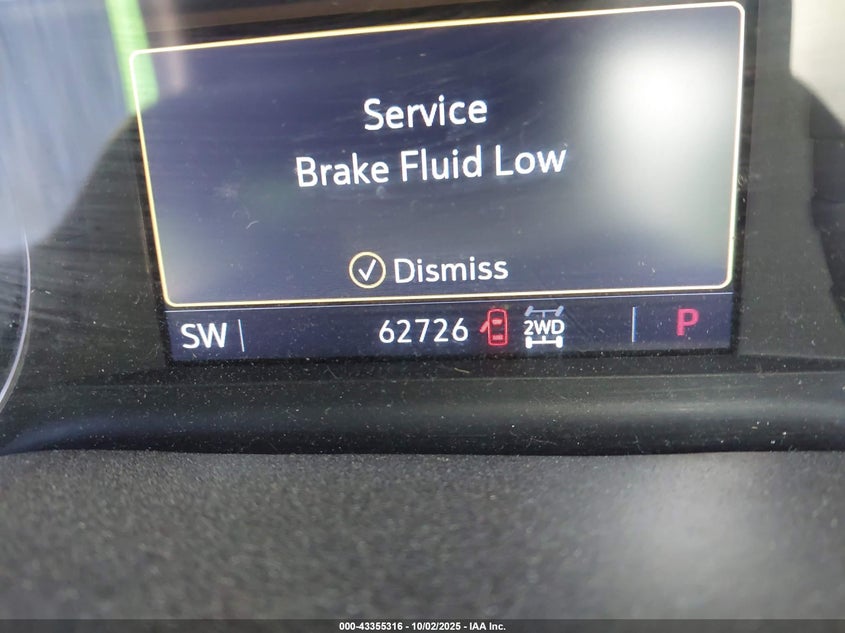 Service
Brake Fluid Low
Dismiss
SW 62726 2WD P
000-43355316 - 10/02/2025 - IAA Inc.